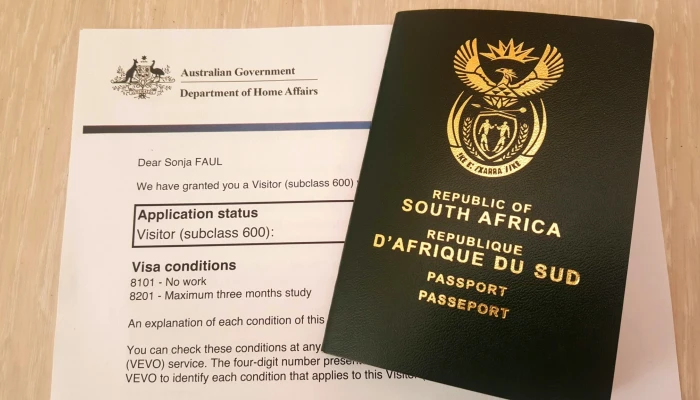 Australian Government
Department of Home Affairs
Dear Sonja FAUL
We have granted you a Visitor (subclass 600)
Application status
Visitor (subclass 600):
Visa conditions
8101 - No work
8201 - Maximum three months study
An explanation of each condition of this
You can check these conditions at any
(VEVO) service. The four-digit number
VEVO to identify each condition that applies to this
REPUBLIC OF
SOUTH AFRICA
REPUBLIQUE
D'AFRIQUE DU SUD
PASSPORT
PASSEPORT